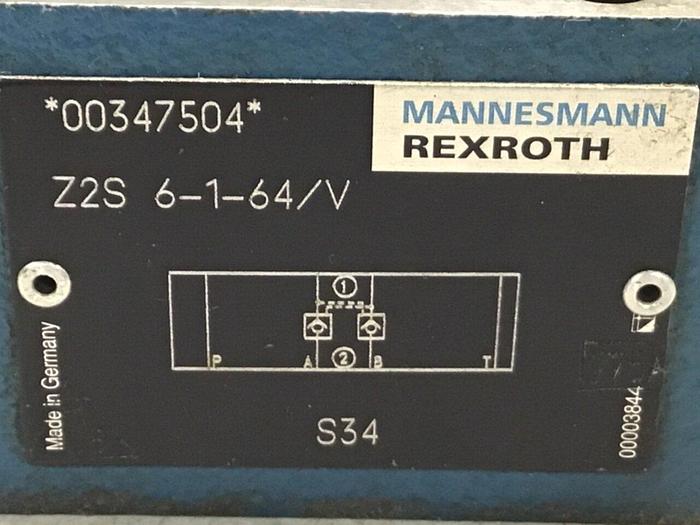 *00347504*
MANNESMANN
REXROTH
Z2S 6-1-64/V
1
P A 2 B T
S34
Made in Germany
00003844